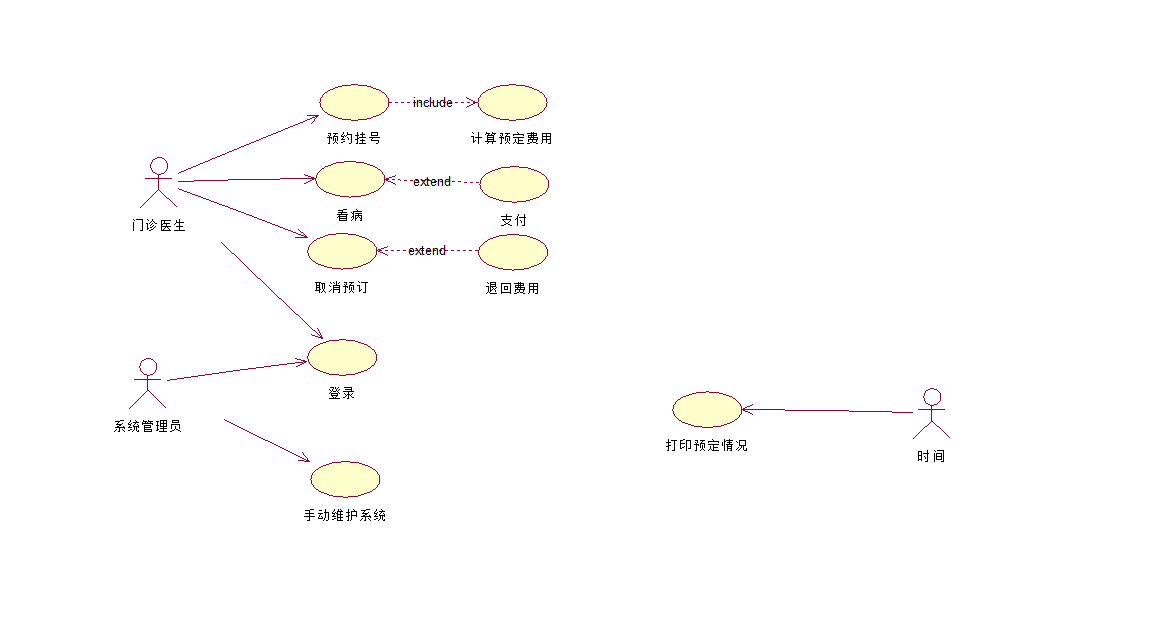 include
预约挂号
计算预定费用
extend
看病
支付
门诊医生
extend
取消预订
退回费用
登录
系统管理员
打印预定情况
时间
手动维护系统